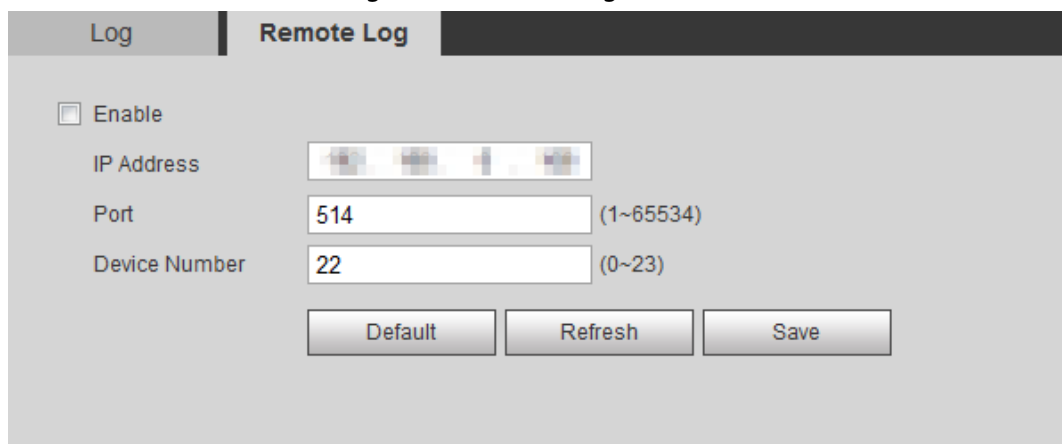 Log Remote Log
Enable
IP Address
Port 514 (1~65534)
Device Number 22 (0~23)
Default Refresh Save